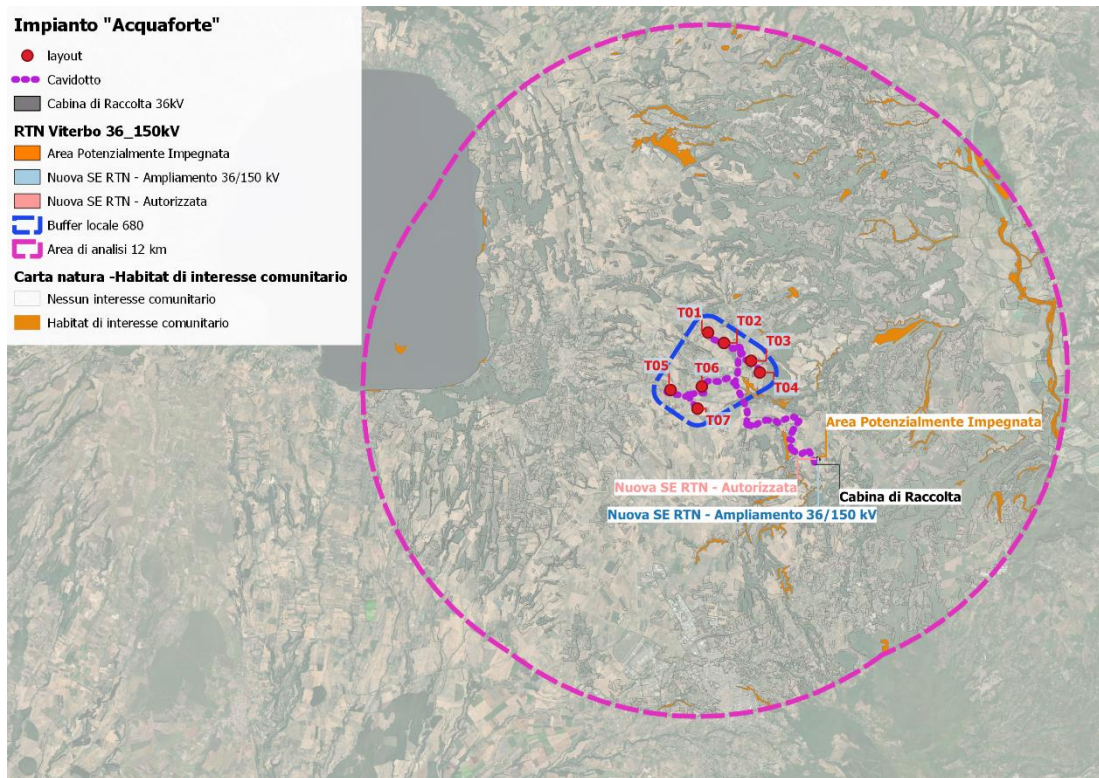 Impianto "Acquaforte"
layout
Cavidotto
Cabina di Raccolta 36kV
RTN Viterbo 36_150kV
Area Potenzialmente Impegnata
Nuova SE RTN - Ampliamento 36/150 kV
Nuova SE RTN - Autorizzata
Buffer locale 680
Area di analisi 12 km
Carta natura -Habitat di interesse comunitario
Nessun interesse comunitario
Habitat di interesse comunitario
T01
T02
T03
T05
T06
T04
T07
Area Potenzialmente Impegnata
Nuova SE RTN - Autorizzata
Cabina di Raccolta
Nuova SE RTN - Ampliamento 36/150 kV